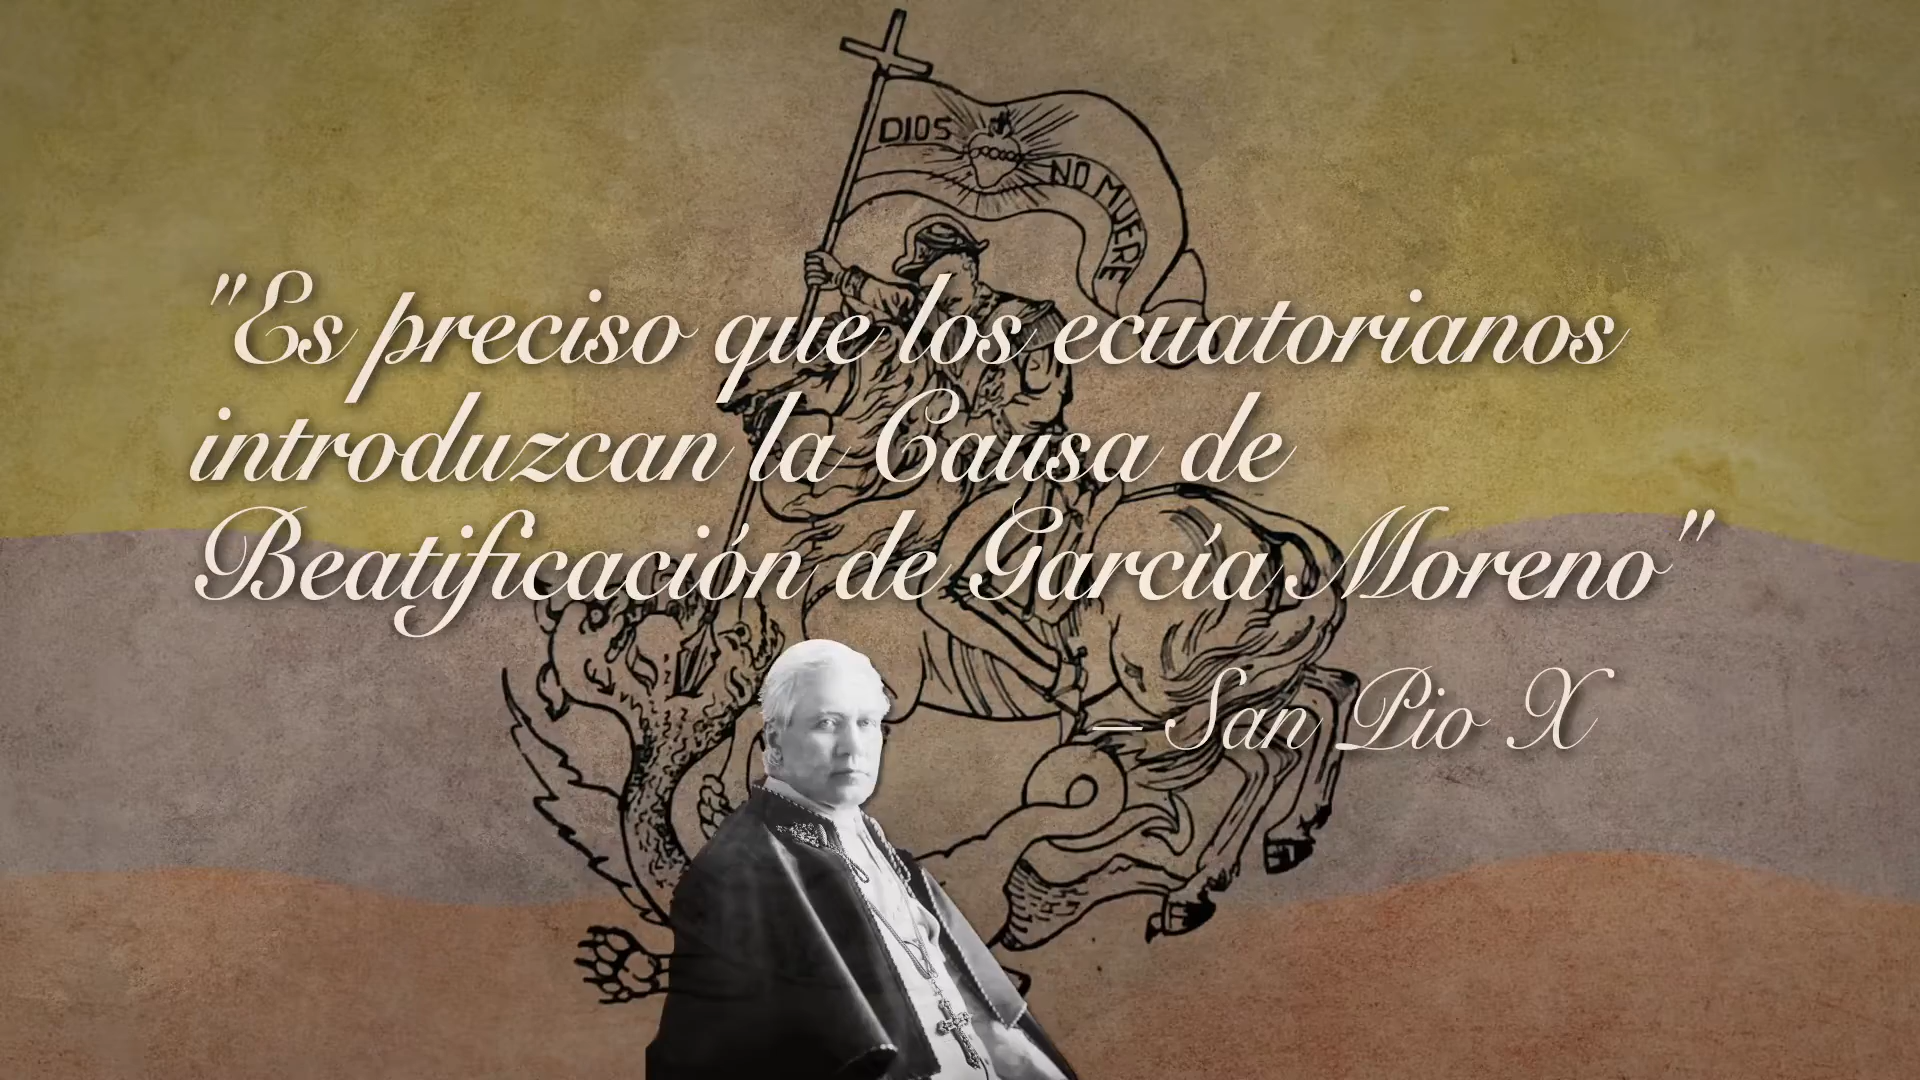 DIOS NO MUERE
"Es preciso que los ecuatorianos
introduzcan la Causa de
Beatificación de García Moreno"
– San Pio X